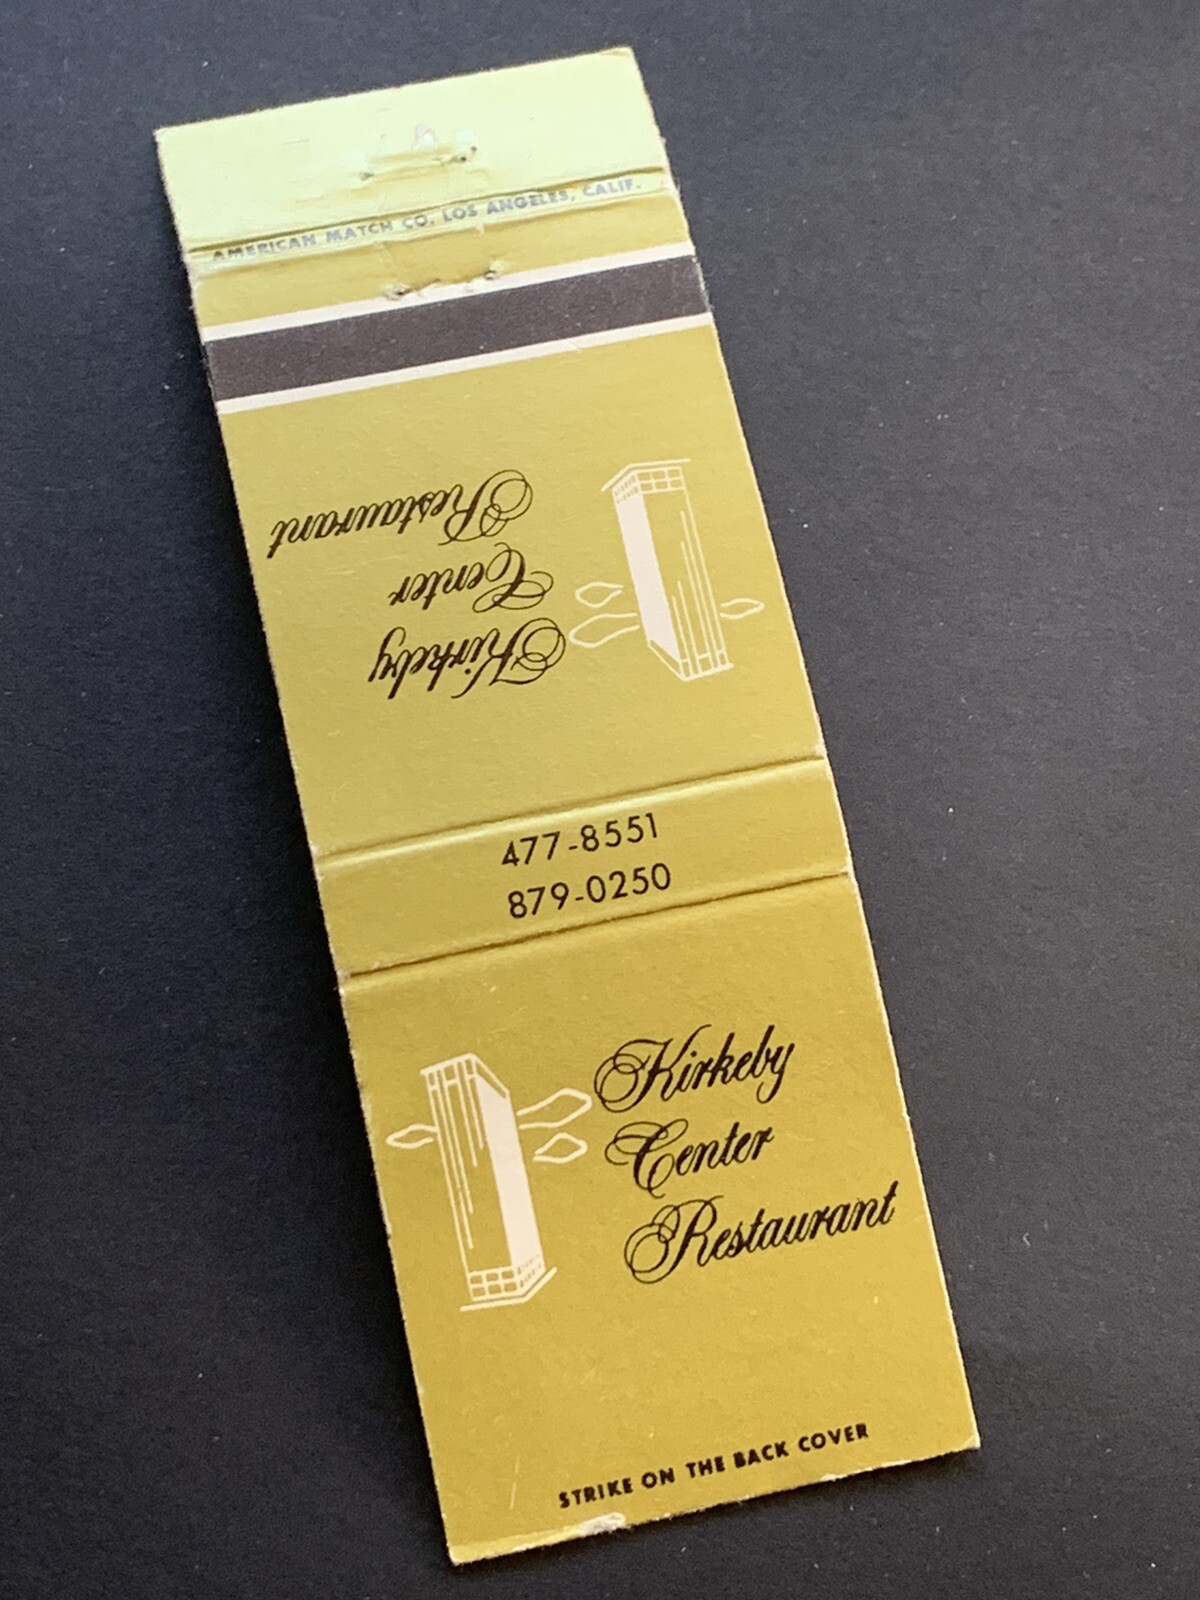 AMERICAN MATCH CO. LOS ANGELES, CALIF.
Kirkeby
Center
Restaurant
477-8551
879-0250
Kirkeby
Center
Restaurant
STRIKE ON THE BACK COVER